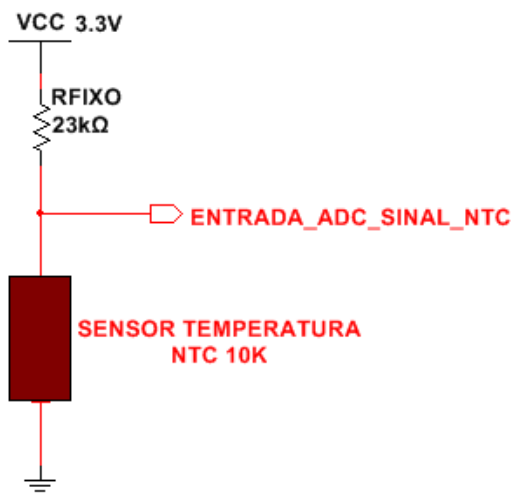 VCC 3.3V
RFIXO
23kΩ
ENTRADA_ADC_SINAL_NTC
SENSOR TEMPERATURA
NTC 10K